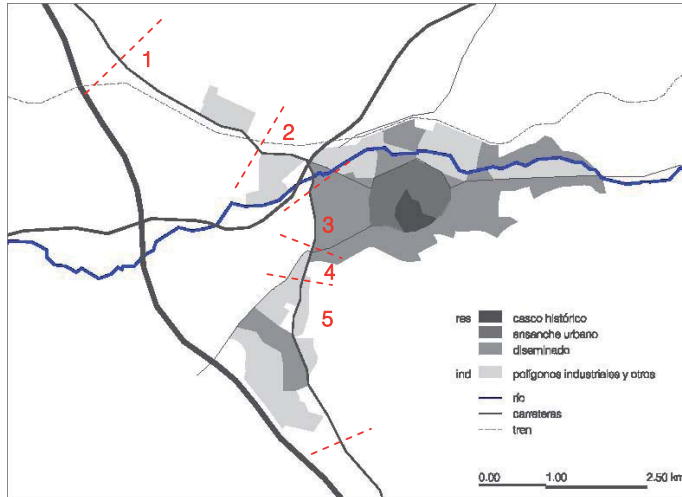 1
2
3
4
5
res casco histórico
ensanche urbano
diseminado
ind polígonos industriales y otros
río
carreteras
tren
0.00 1.00 2.50 km